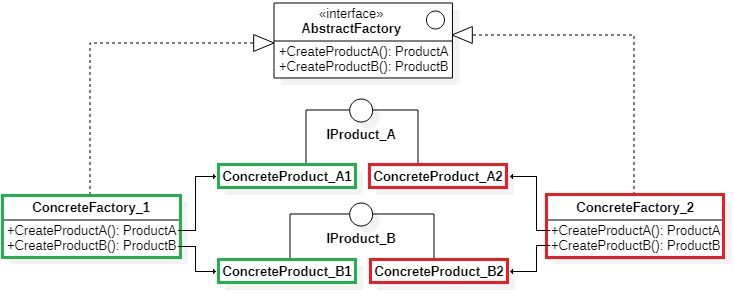 «interface»
AbstractFactory
+CreateProductA(): ProductA
+CreateProductB(): ProductB
IProduct_A
ConcreteProduct_A1
ConcreteProduct_A2
ConcreteFactory_1
+CreateProductA(): ProductA
+CreateProductB(): ProductB
ConcreteFactory_2
+CreateProductA(): ProductA
+CreateProductB(): ProductB
IProduct_B
ConcreteProduct_B1
ConcreteProduct_B2